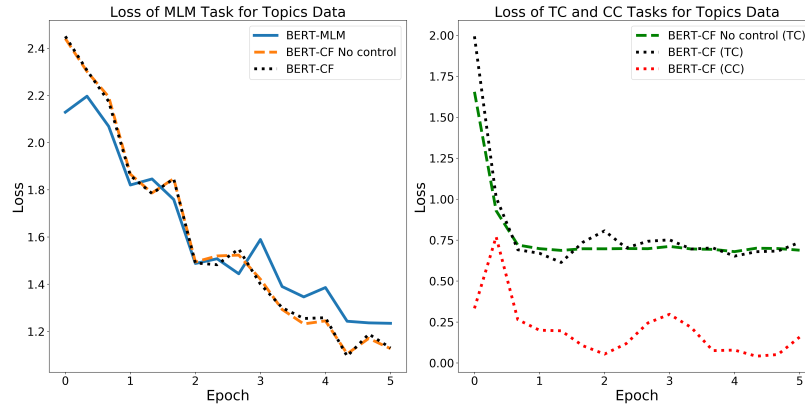 Loss of MLM Task for Topics Data
BERT-MLM
BERT-CF No control
BERT-CF
2.4
2.2
2.0
1.8
1.6
1.4
1.2
Loss
0 1 2 3 4 5
Epoch
Loss of TC and CC Tasks for Topics Data
BERT-CF No control (TC)
BERT-CF (TC)
BERT-CF (CC)
2.00
1.75
1.50
1.25
1.00
0.75
0.50
0.25
0.00
Loss
0 1 2 3 4 5
Epoch